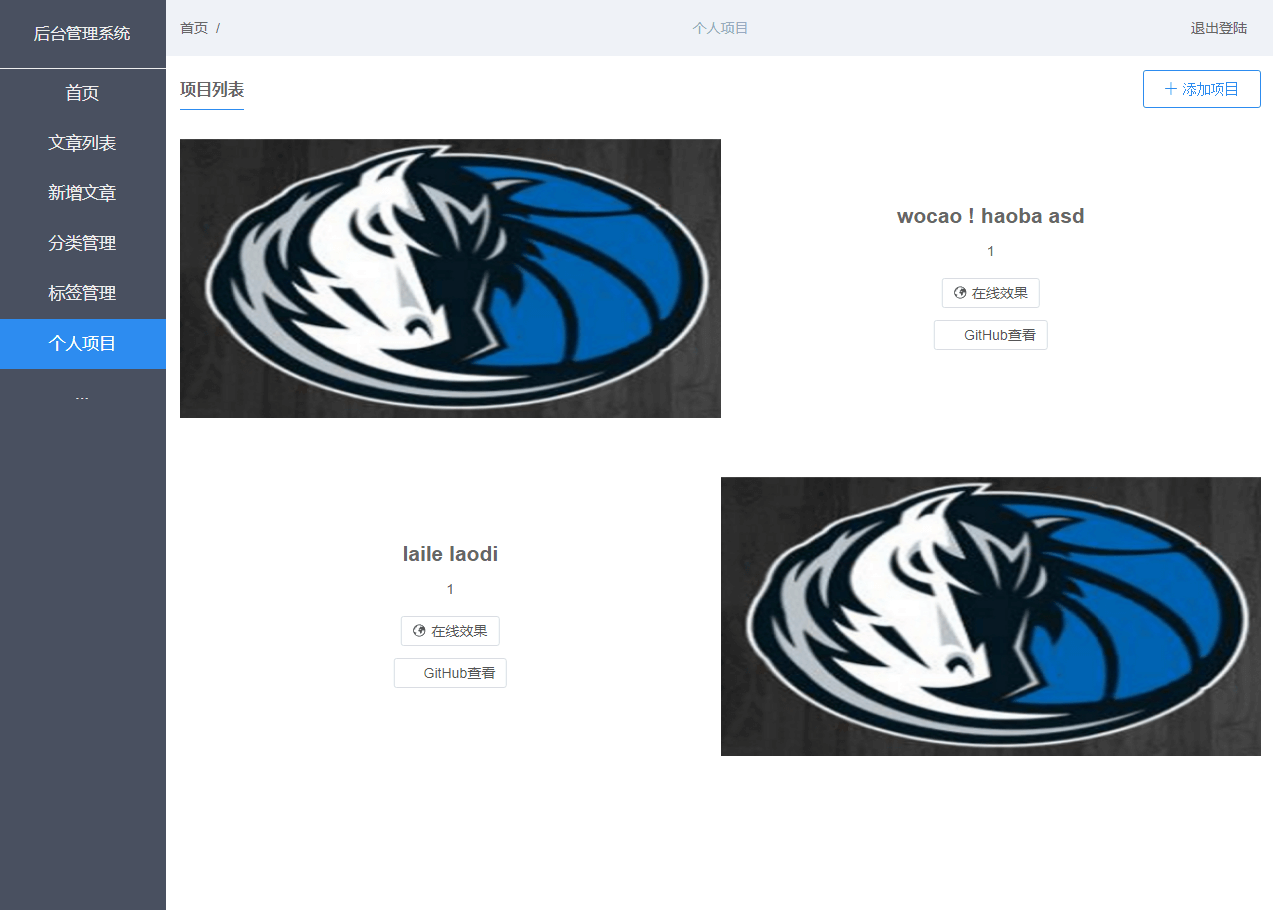 后台管理系统
首页
文章列表
新增文章
分类管理
标签管理
个人项目
...
首页 / 个人项目 退出登陆
项目列表
+ 添加项目
wocao ! haoba asd
1
在线效果
GitHub查看
laile laodi
1
在线效果
GitHub查看